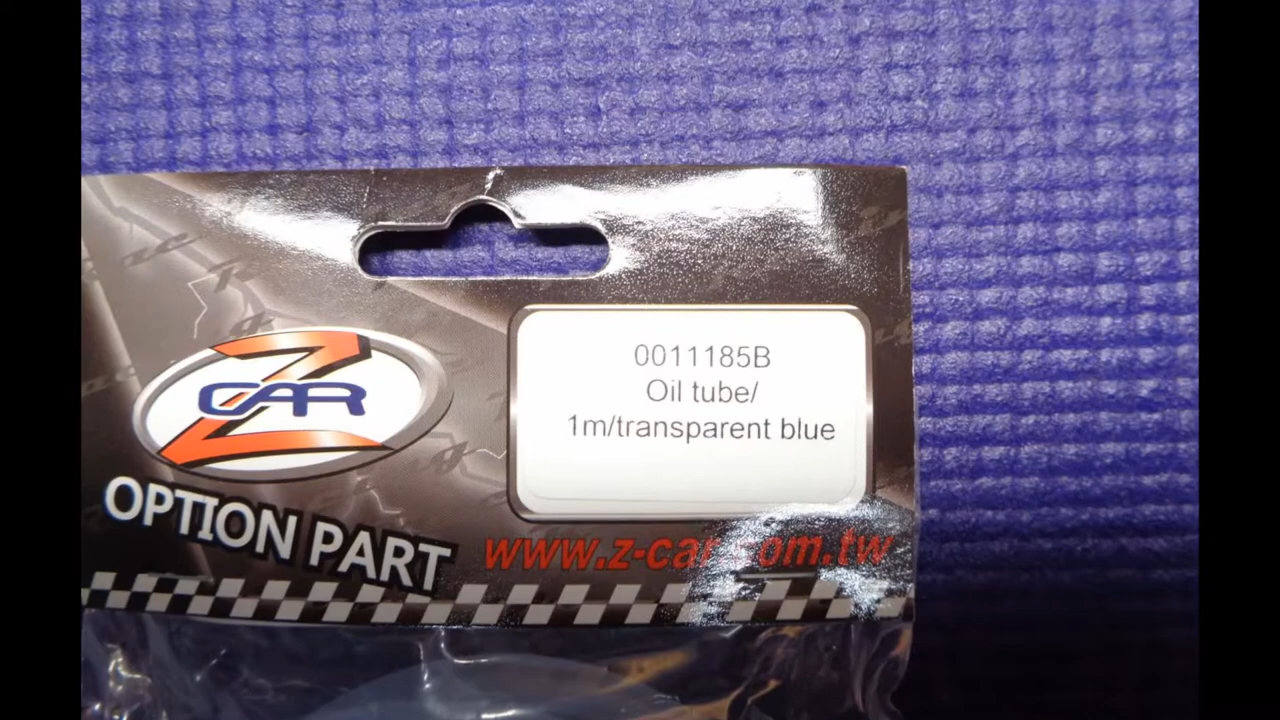 0011185B
Oil tube/
1m/transparent blue
Z
CAR
OPTION PART
www.z-car.com.tw